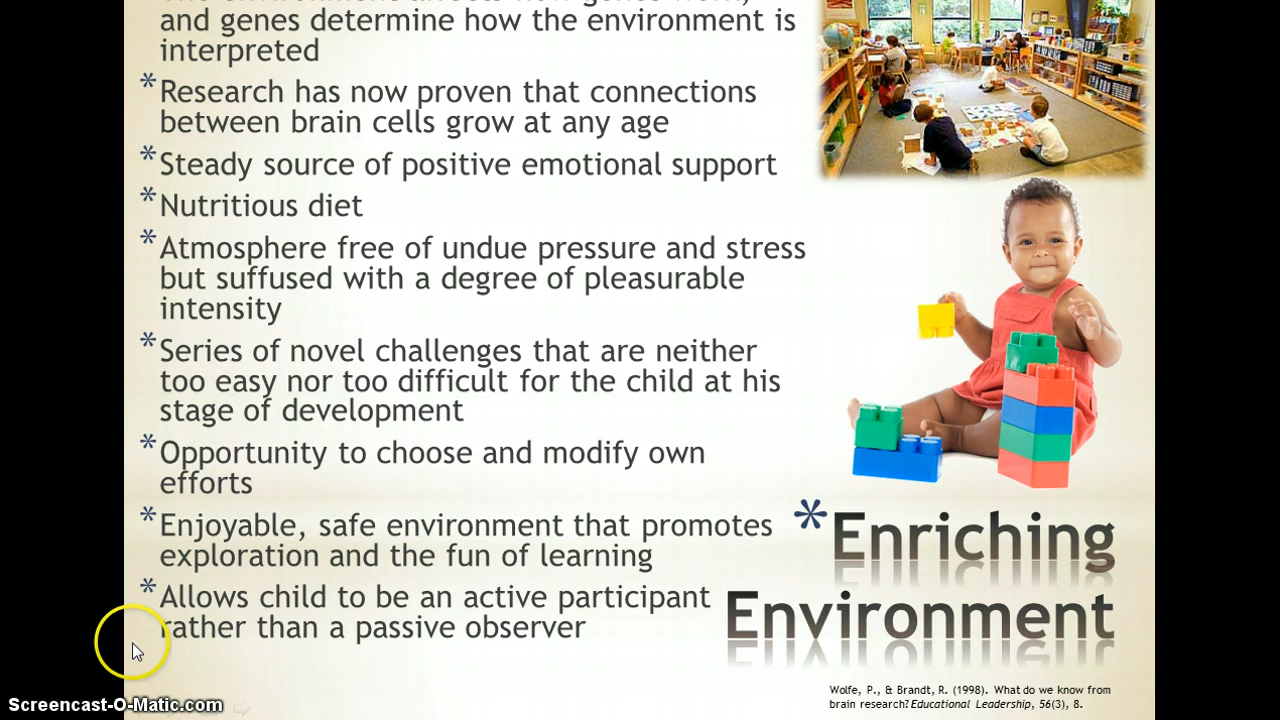 and genes determine how the environment is
interpreted
* Research has now proven that connections
between brain cells grow at any age
* Steady source of positive emotional support
* Nutritious diet
* Atmosphere free of undue pressure and stress
but suffused with a degree of pleasurable
intensity
* Series of novel challenges that are neither
too easy nor too difficult for the child at his
stage of development
* Opportunity to choose and modify own
efforts
* Enjoyable, safe environment that promotes
exploration and the fun of learning
* Allows child to be an active participant
rather than a passive observer
* Enriching
Environment
Wolfe, P., & Brandt, R. (1998). What do we know from
brain research? Educational Leadership, 56(3), 8.
Screencast-O-Matic.com